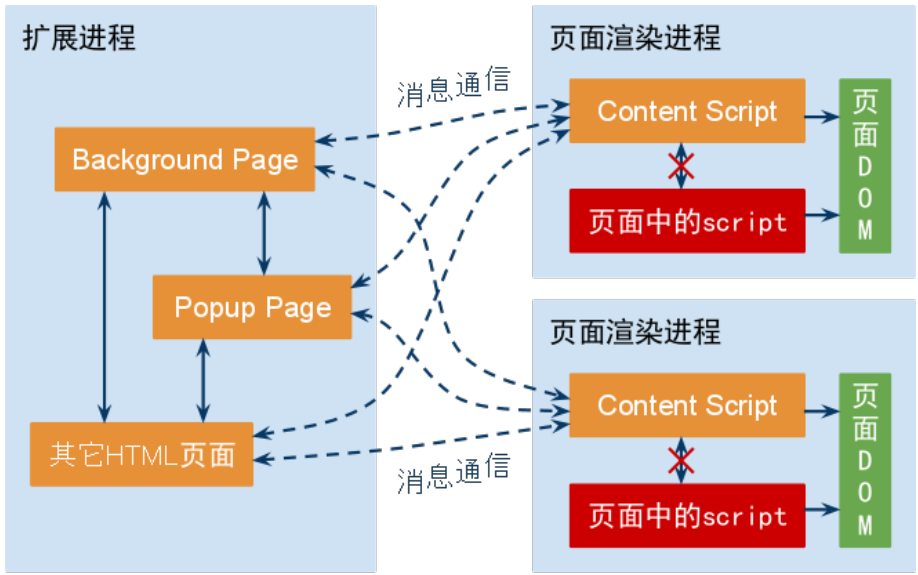 扩展进程
消息通信
Background Page
Popup Page
其它HTML页面
消息通信
页面渲染进程
Content Script
页面中的script
页
面
D
O
M
页面渲染进程
Content Script
页面中的script
页
面
D
O
M